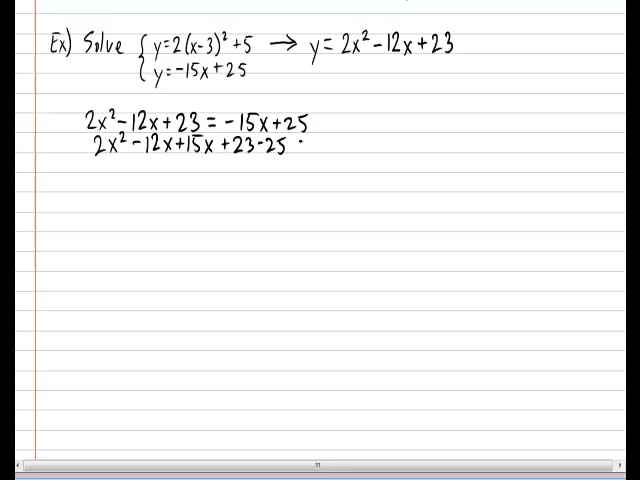 Ex) Solve { y=2(x-3)²+5 → y=2x²-12x+23
y=-15x+25
2x²-12x+23=-15x+25
2x²-12x+15x+23-25